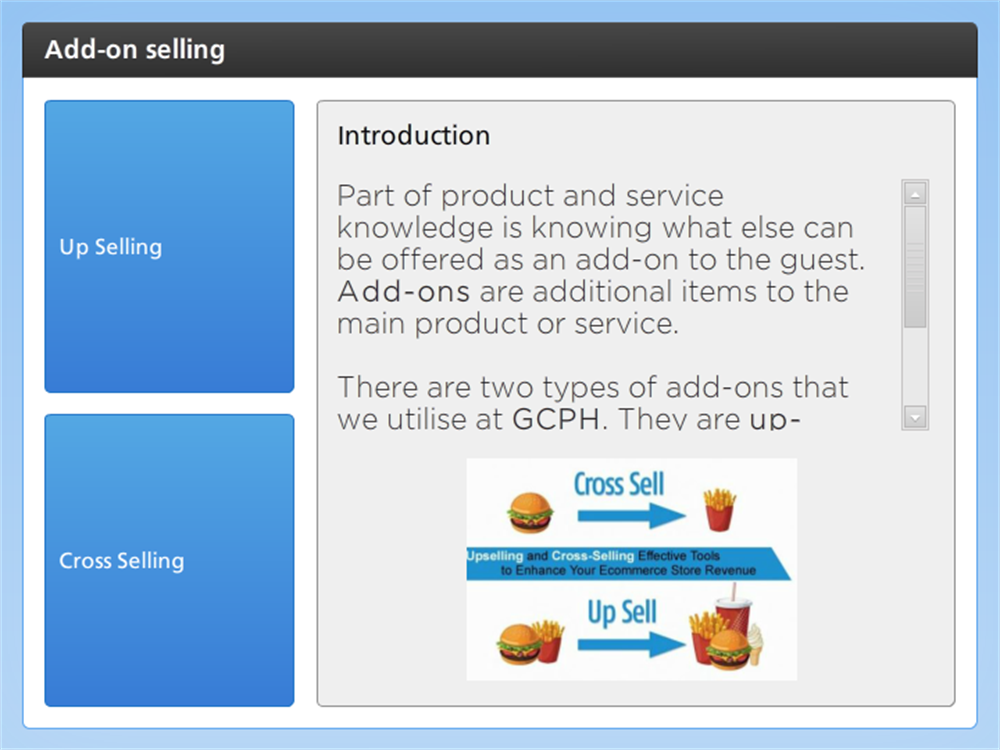 Add-on selling
Up Selling
Cross Selling
Introduction
Part of product and service
knowledge is knowing what else can
be offered as an add-on to the guest.
Add-ons are additional items to the
main product or service.
There are two types of add-ons that
we utilise at GCPH. They are up-
Cross Sell
Upselling and Cross-Selling Effective Tools
to Enhance Your Ecommerce Store Revenue
Up Sell